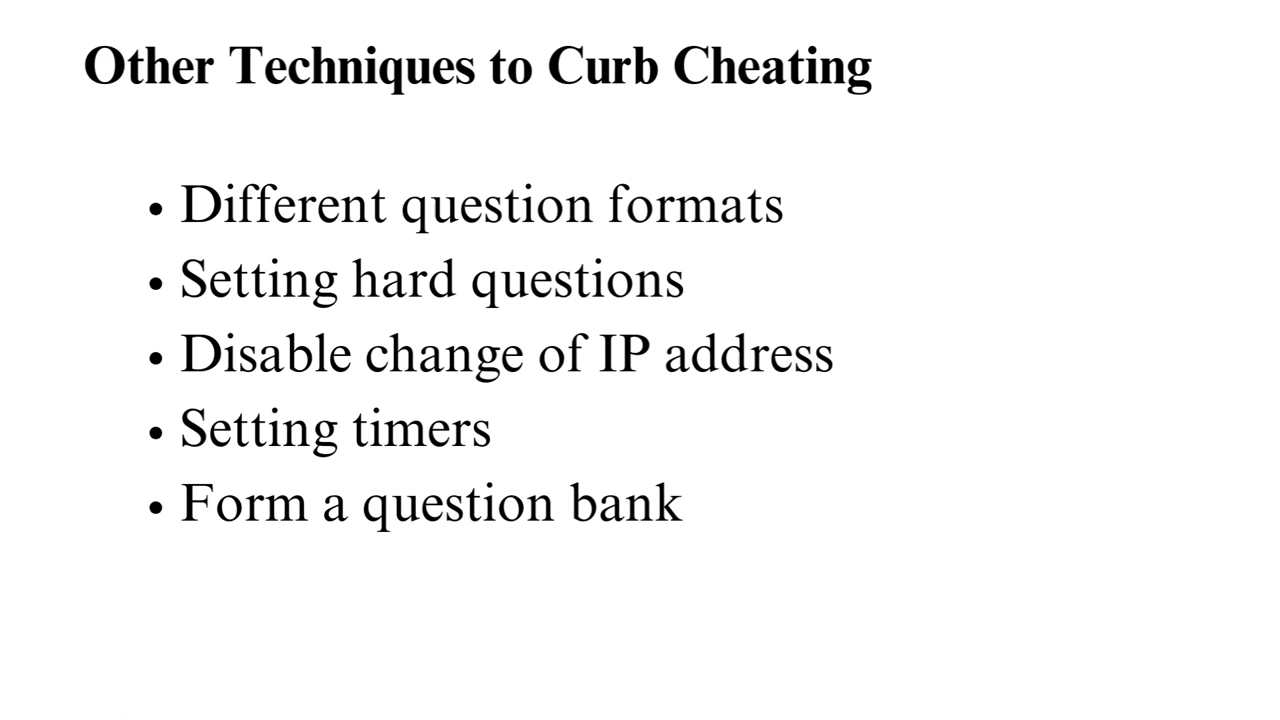 Other Techniques to Curb Cheating
• Different question formats
• Setting hard questions
• Disable change of IP address
• Setting timers
• Form a question bank